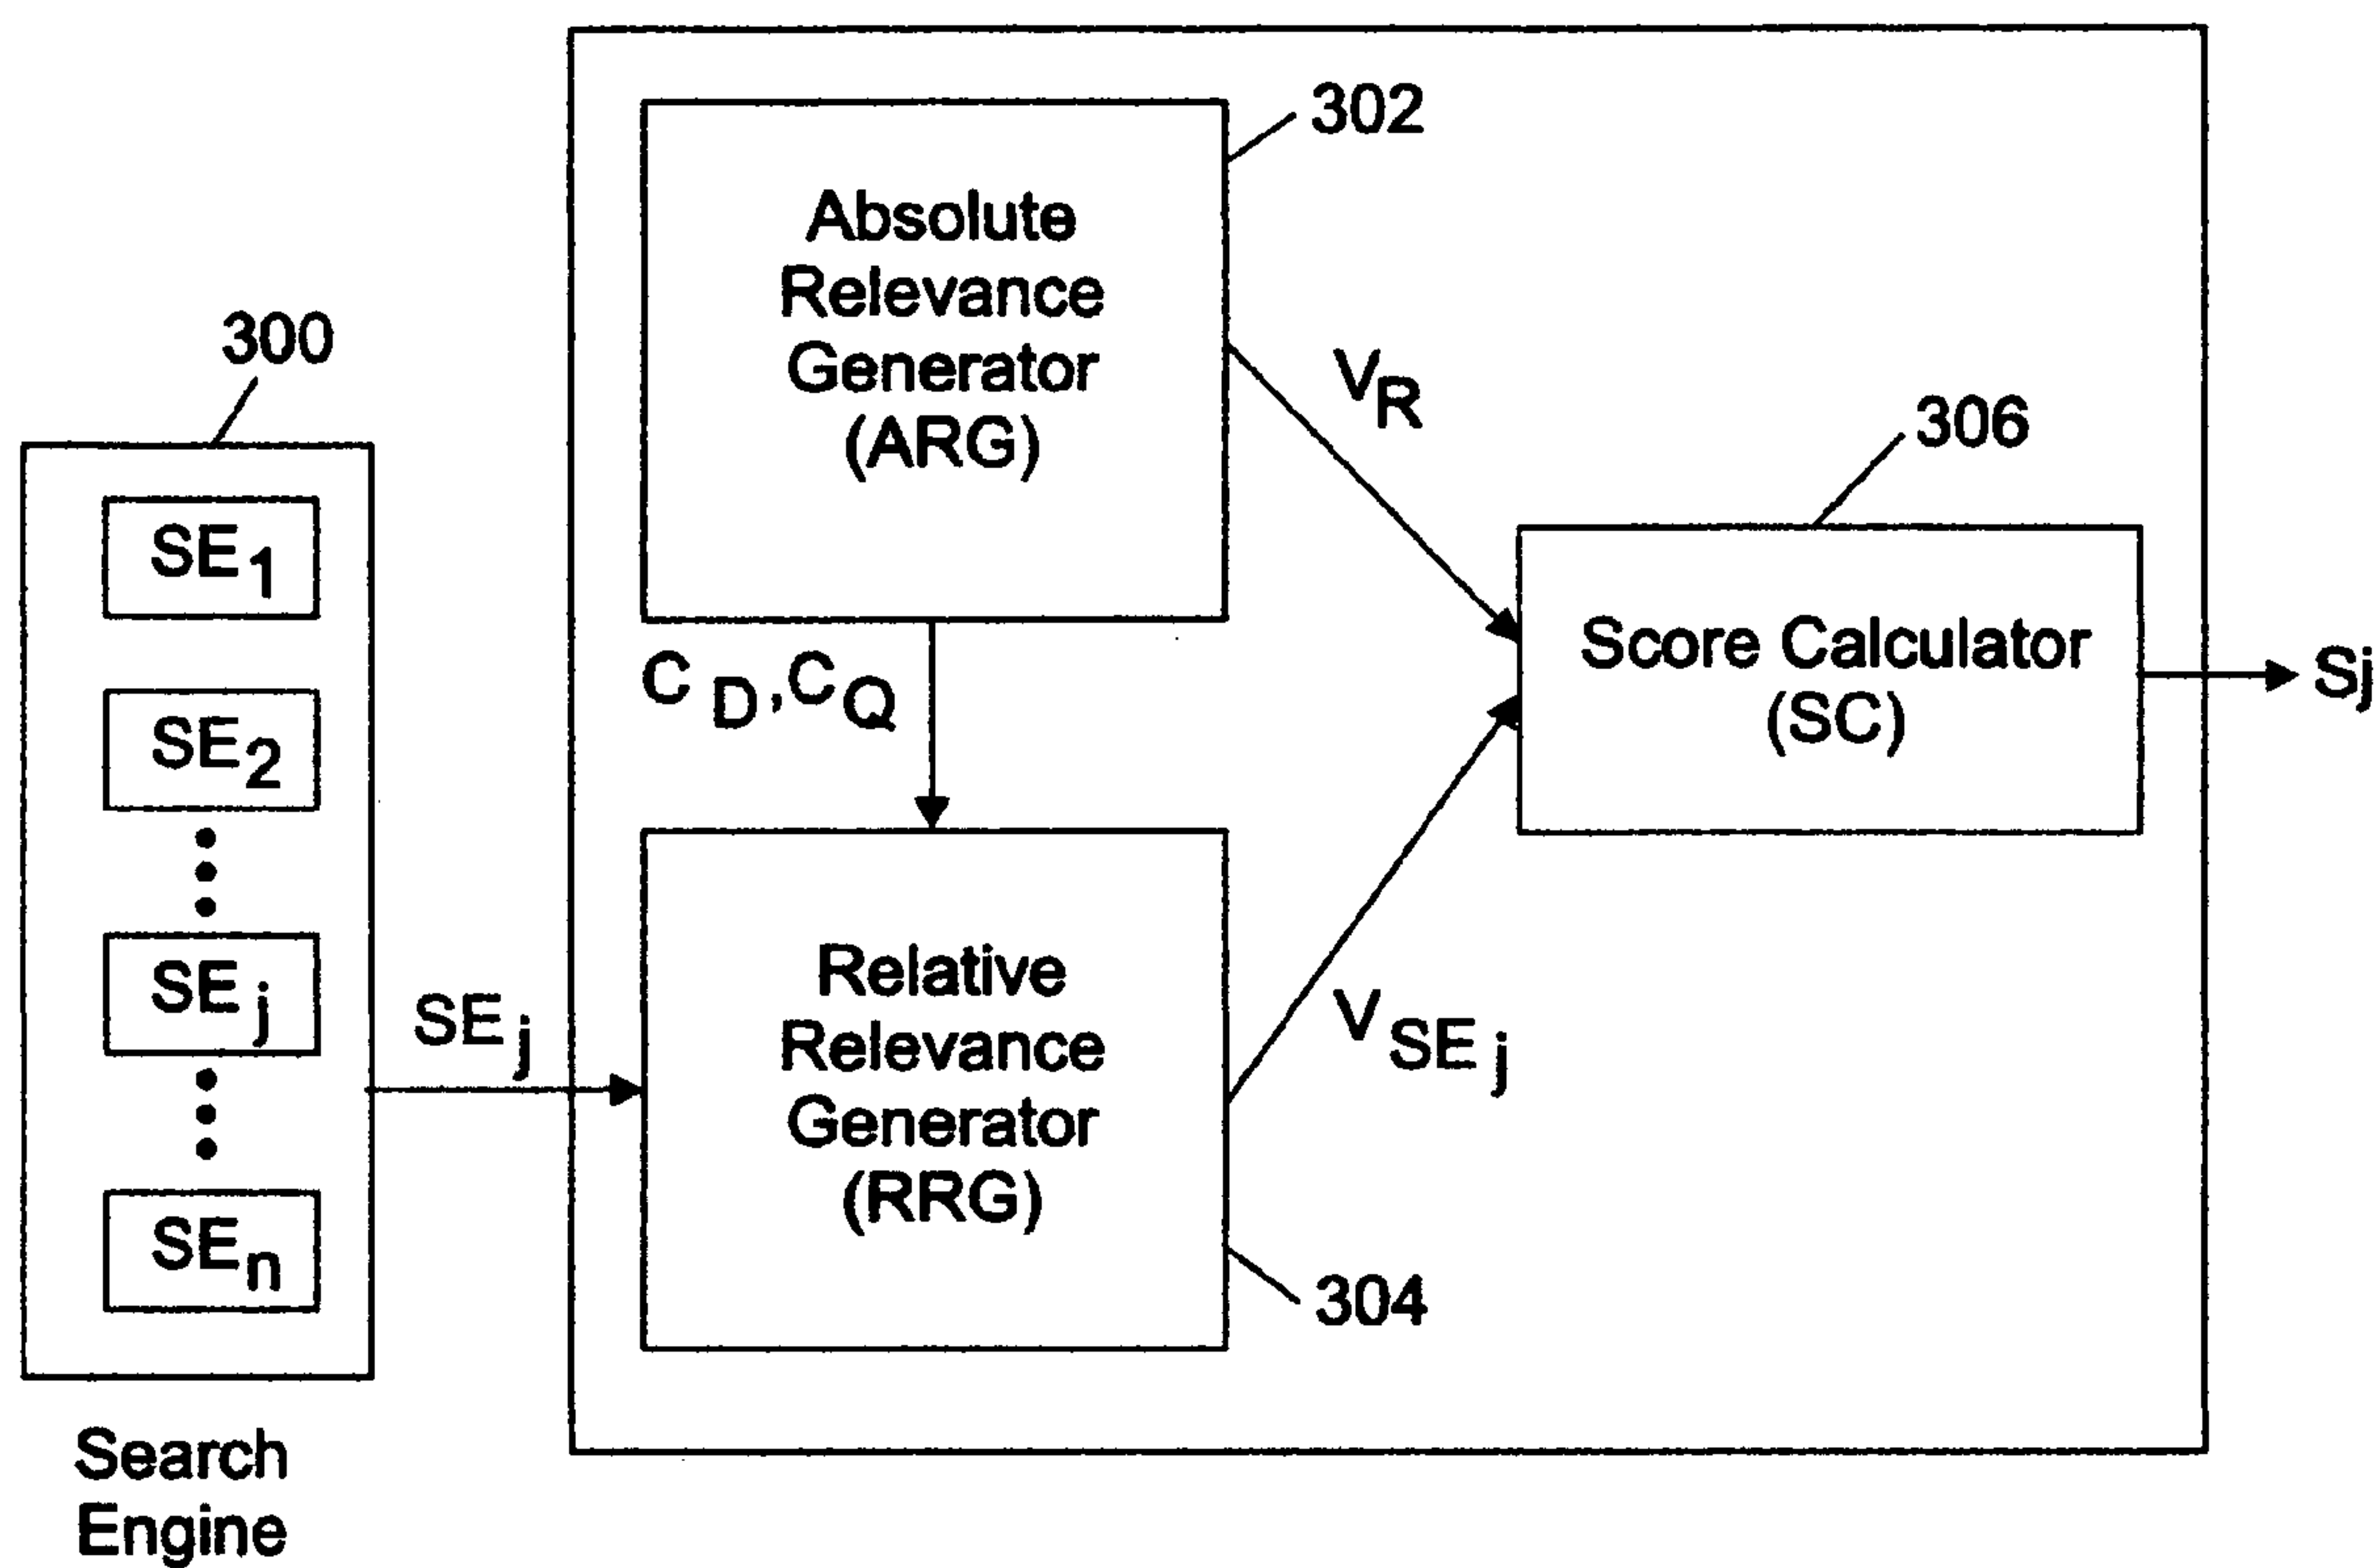 300
SE1
SE2
SEj
SEn
Search
Engine
SEj
302
Absolute
Relevance
Generator
(ARG)
CD,CQ
Relative
Relevance
Generator
(RRG)
304
VR
VSEj
306
Score Calculator
(SC)
Sj